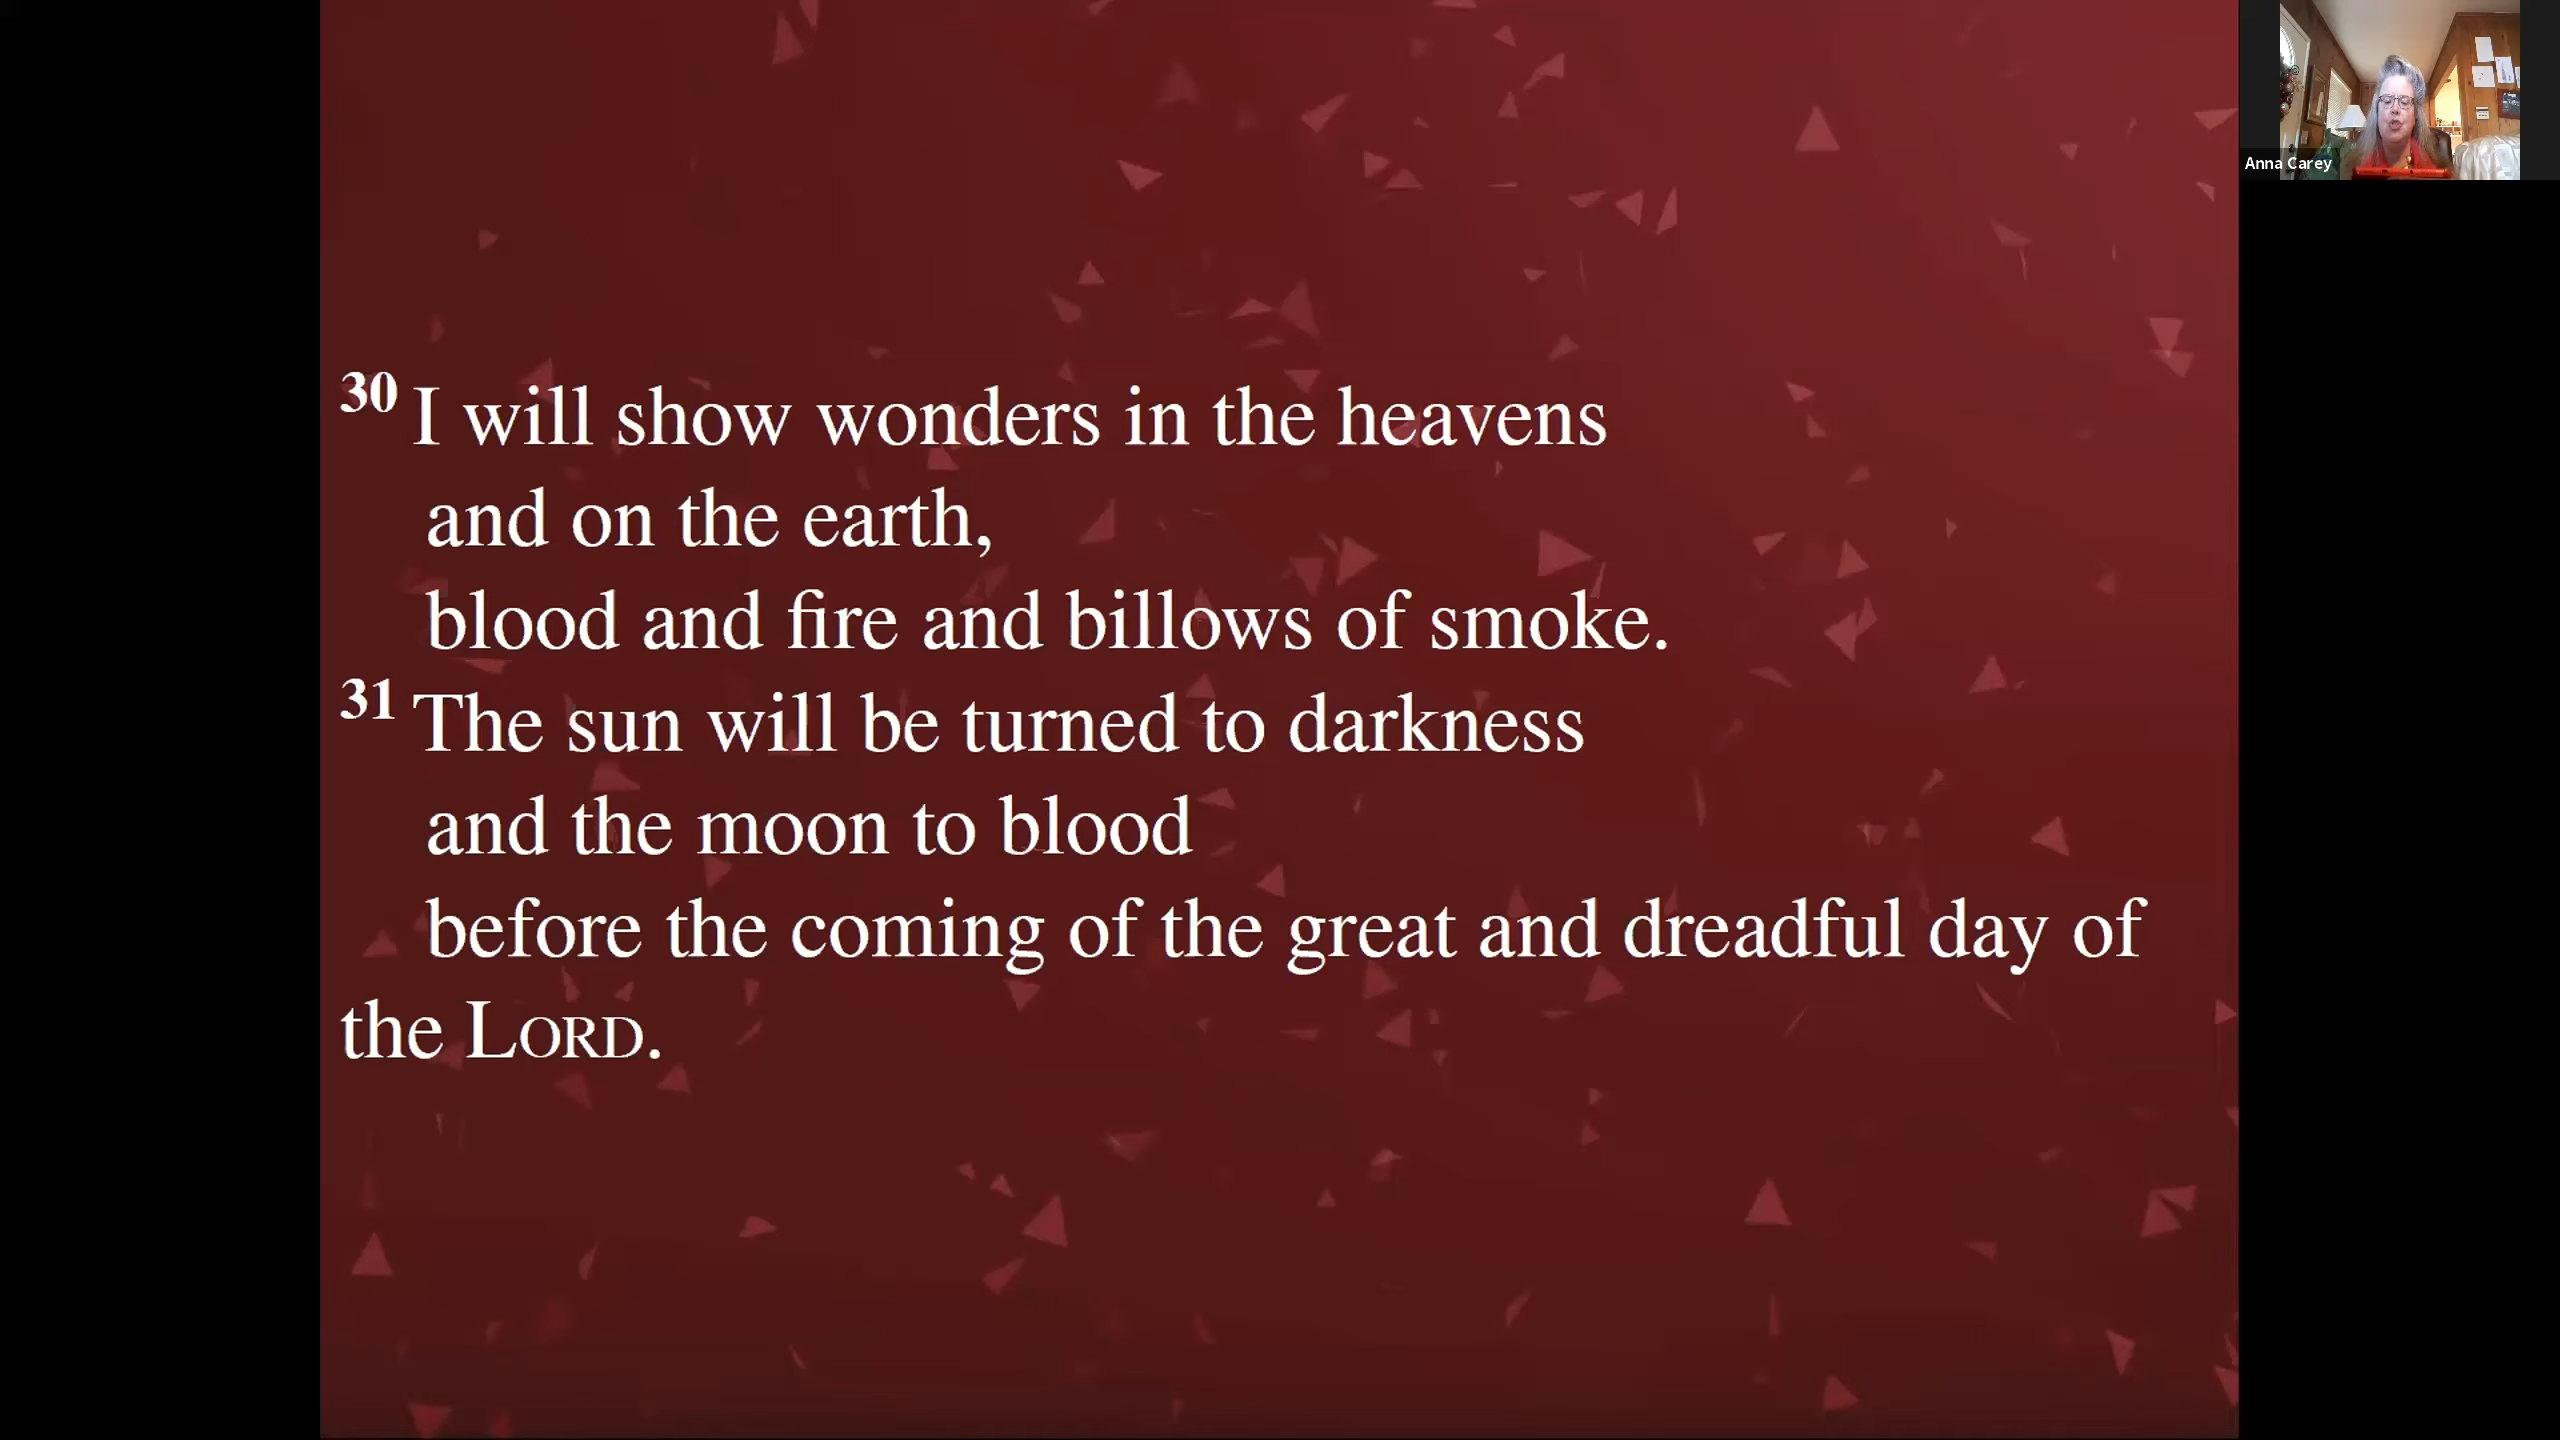 30 I will show wonders in the heavens
and on the earth,
blood and fire and billows of smoke.
31 The sun will be turned to darkness
and the moon to blood
before the coming of the great and dreadful day of
the LORD.
Anna Carey